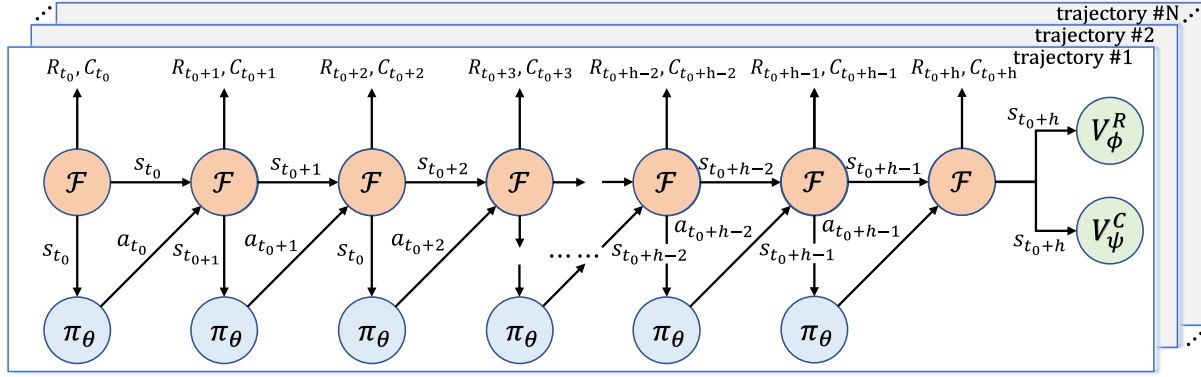 trajectory #N
trajectory #2
trajectory #1
R_{t_0}, C_{t_0} R_{t_0+1}, C_{t_0+1} R_{t_0+2}, C_{t_0+2} R_{t_0+3}, C_{t_0+3} R_{t_0+h-2}, C_{t_0+h-2} R_{t_0+h-1}, C_{t_0+h-1} R_{t_0+h}, C_{t_0+h}
s_{t_0+h} V_ϕ^R
s_{t_0} s_{t_0+1} s_{t_0+2} s_{t_0+h-2} s_{t_0+h-1}
ℱ ℱ ℱ ℱ ℱ ℱ ℱ
s_{t_0} a_{t_0} s_{t_0+1} a_{t_0+1} s_{t_0} a_{t_0+2} …… s_{t_0+h-2} a_{t_0+h-2} s_{t_0+h-1} a_{t_0+h-1}
s_{t_0+h} V_ψ^C
π_θ π_θ π_θ π_θ π_θ π_θ